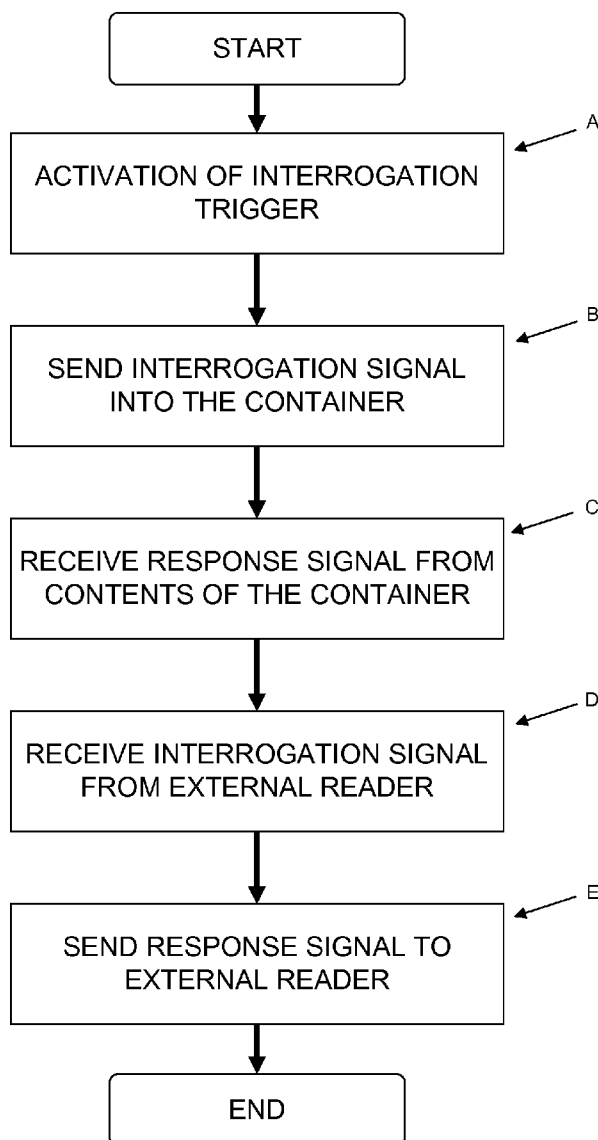 START
A
ACTIVATION OF INTERROGATION
TRIGGER
B
SEND INTERROGATION SIGNAL
INTO THE CONTAINER
C
RECEIVE RESPONSE SIGNAL FROM
CONTENTS OF THE CONTAINER
D
RECEIVE INTERROGATION SIGNAL
FROM EXTERNAL READER
E
SEND RESPONSE SIGNAL TO
EXTERNAL READER
END